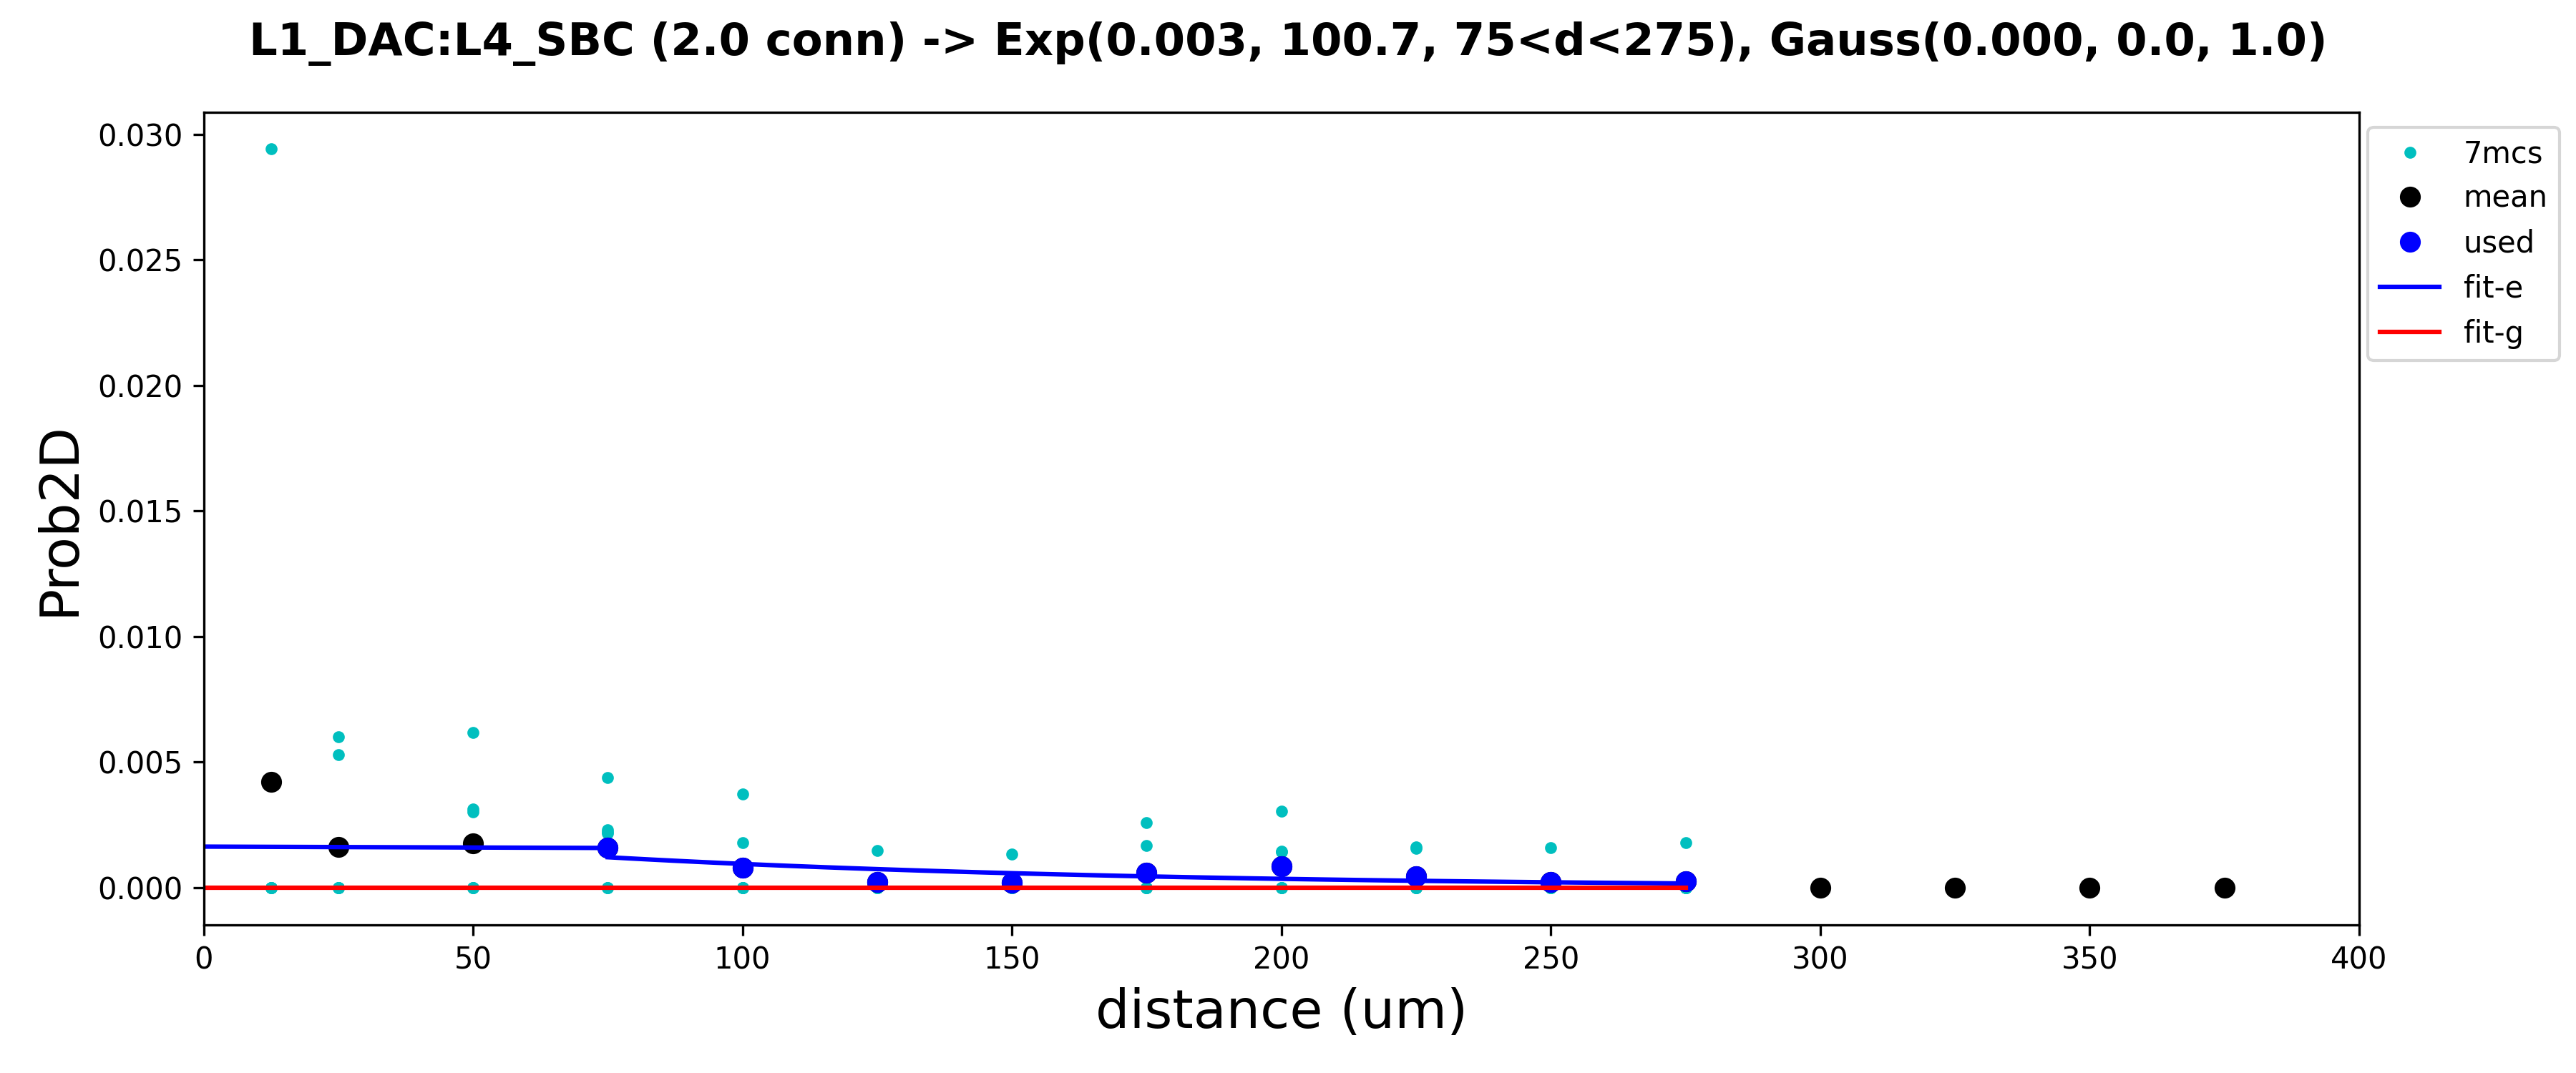 L1_DAC:L4_SBC (2.0 conn) -> Exp(0.003, 100.7, 75<d<275), Gauss(0.000, 0.0, 1.0)
0.030
0.025
0.020
0.015
0.010
0.005
0.000
Prob2D
0 50 100 150 200 250 300 350 400
distance (um)
7mcs
mean
used
fit-e
fit-g